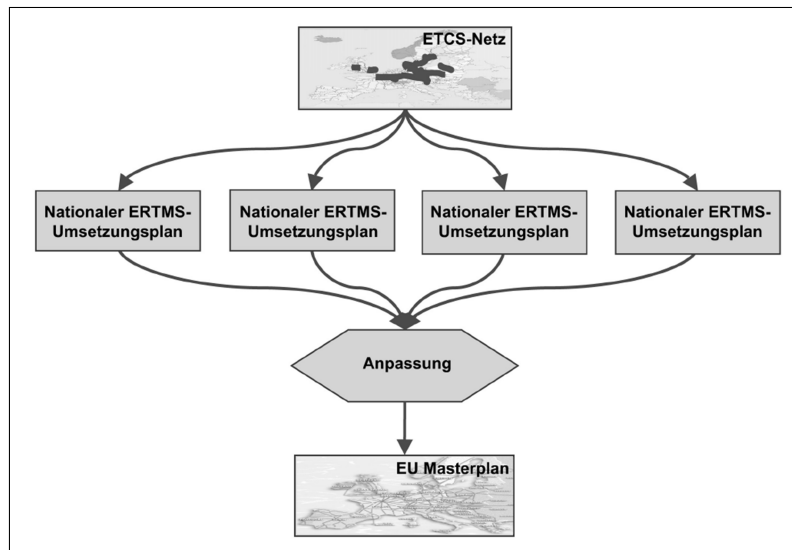 ETCS-Netz
Nationaler ERTMS-
Umsetzungsplan
Nationaler ERTMS-
Umsetzungsplan
Nationaler ERTMS-
Umsetzungsplan
Nationaler ERTMS-
Umsetzungsplan
Anpassung
EU Masterplan